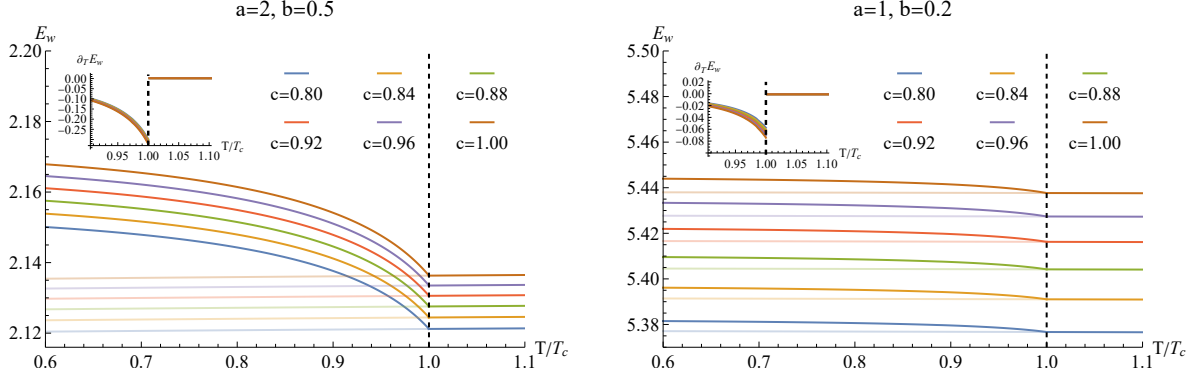 a=2, b=0.5
E_w
2.20
2.18
2.16
2.14
2.12
0.6 0.7 0.8 0.9 1.0 1.1
T/T_c
∂_T E_w
0.00
-0.05
-0.10
-0.15
-0.20
-0.25
0.95 1.00 1.05 1.10
T/T_c
c=0.80 c=0.84 c=0.88
c=0.92 c=0.96 c=1.00
a=1, b=0.2
E_w
5.50
5.48
5.46
5.44
5.42
5.40
5.38
0.6 0.7 0.8 0.9 1.0 1.1
T/T_c
∂_T E_w
0.02
0.00
-0.02
-0.04
-0.06
-0.08
0.95 1.00 1.05 1.10
T/T_c
c=0.80 c=0.84 c=0.88
c=0.92 c=0.96 c=1.00